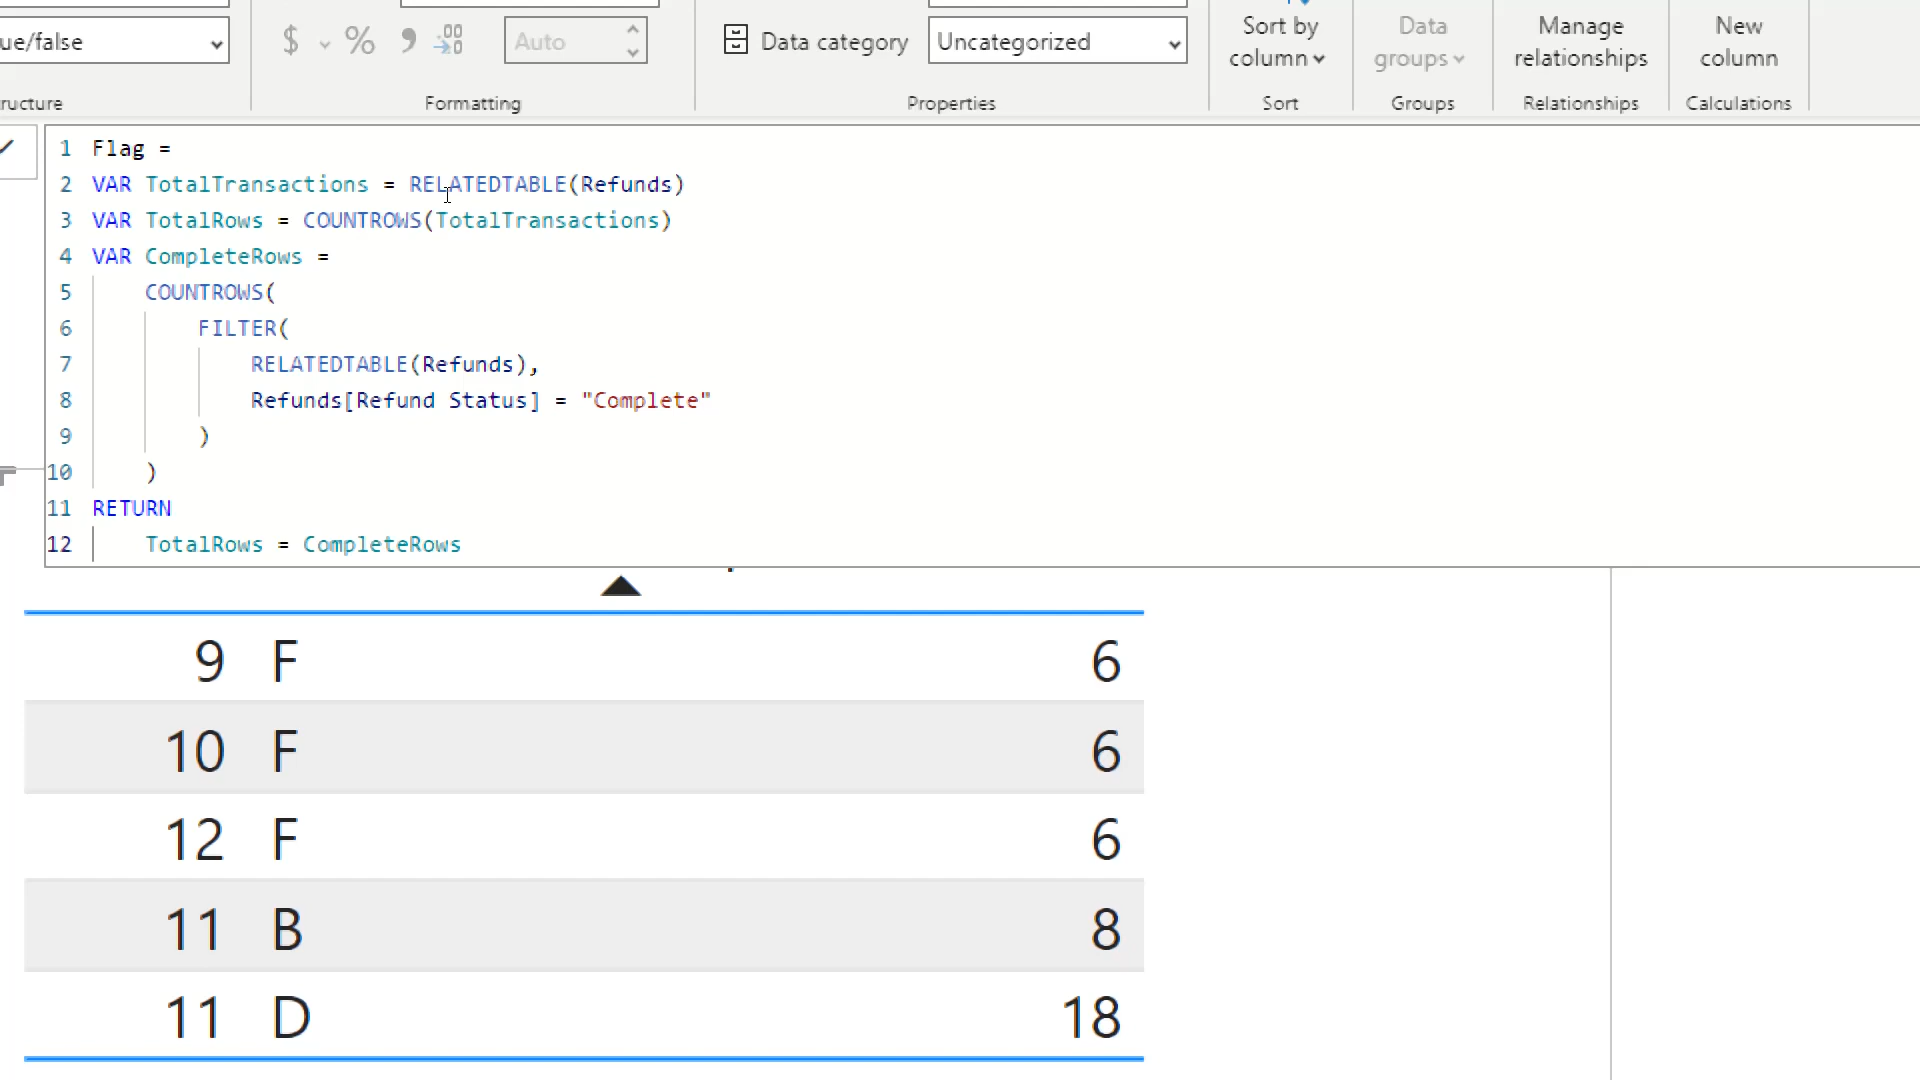 ue/false
$ % 9 .00
Auto
Data category
Uncategorized
Sort by column
Data groups
Manage relationships
New column
ructure
Formatting
Properties
Sort
Groups
Relationships
Calculations
1 Flag =
2 VAR TotalTransactions = RELATEDTABLE(Refunds)
3 VAR TotalRows = COUNTROWS(TotalTransactions)
4 VAR CompleteRows =
5 COUNTROWS(
6 FILTER(
7 RELATEDTABLE(Refunds),
8 Refunds[Refund Status] = "Complete"
9 )
10 )
11 RETURN
12 TotalRows = CompleteRows
9 F 6
10 F 6
12 F 6
11 B 8
11 D 18